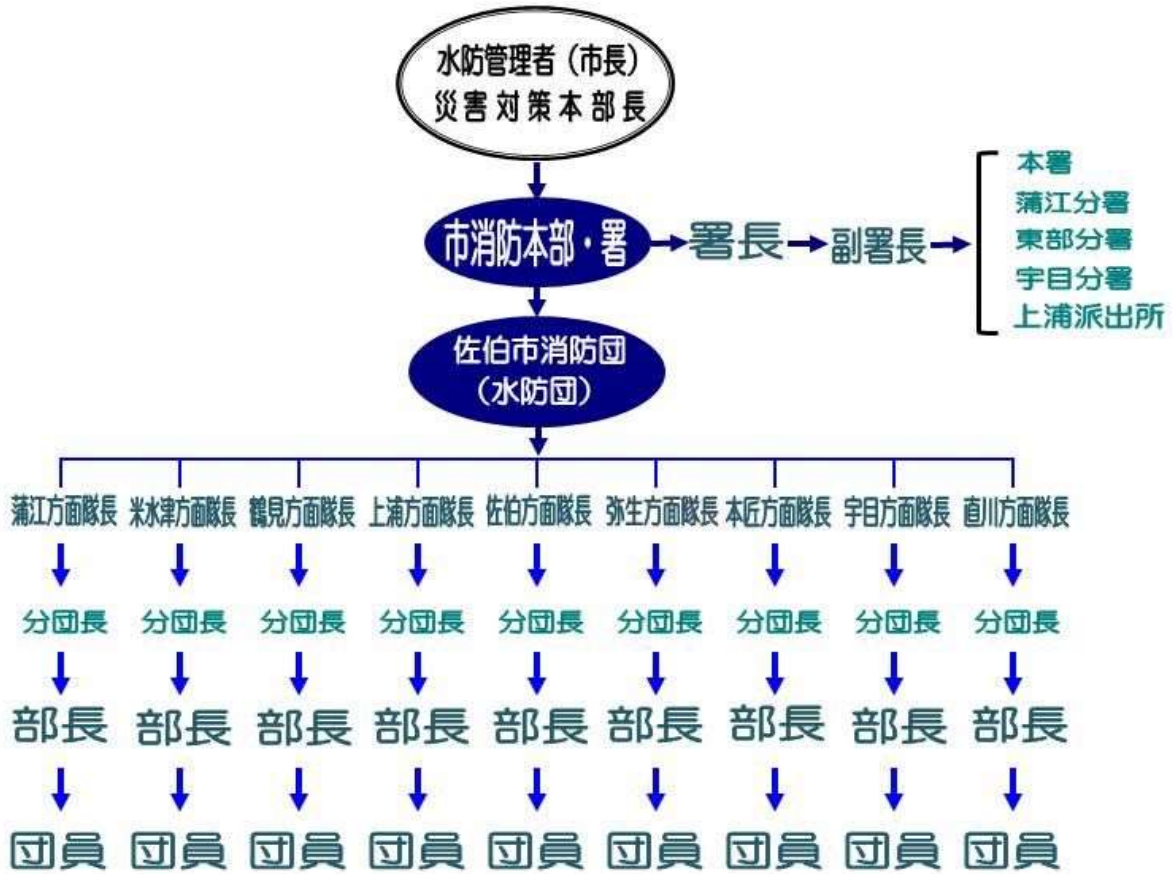 水防管理者（市長）
災害対策本部長
市消防本部・署
署長
副署長
本署
蒲江分署
東部分署
宇目分署
上浦派出所
佐伯市消防団
（水防団）
蒲江方面隊長 米水津方面隊長 鶴見方面隊長 上浦方面隊長 佐伯方面隊長 弥生方面隊長 本匠方面隊長 宇目方面隊長 直川方面隊長
分団長 分団長 分団長 分団長 分団長 分団長 分団長 分団長 分団長
部長 部長 部長 部長 部長 部長 部長 部長 部長
団員 団員 団員 団員 団員 団員 団員 団員 団員